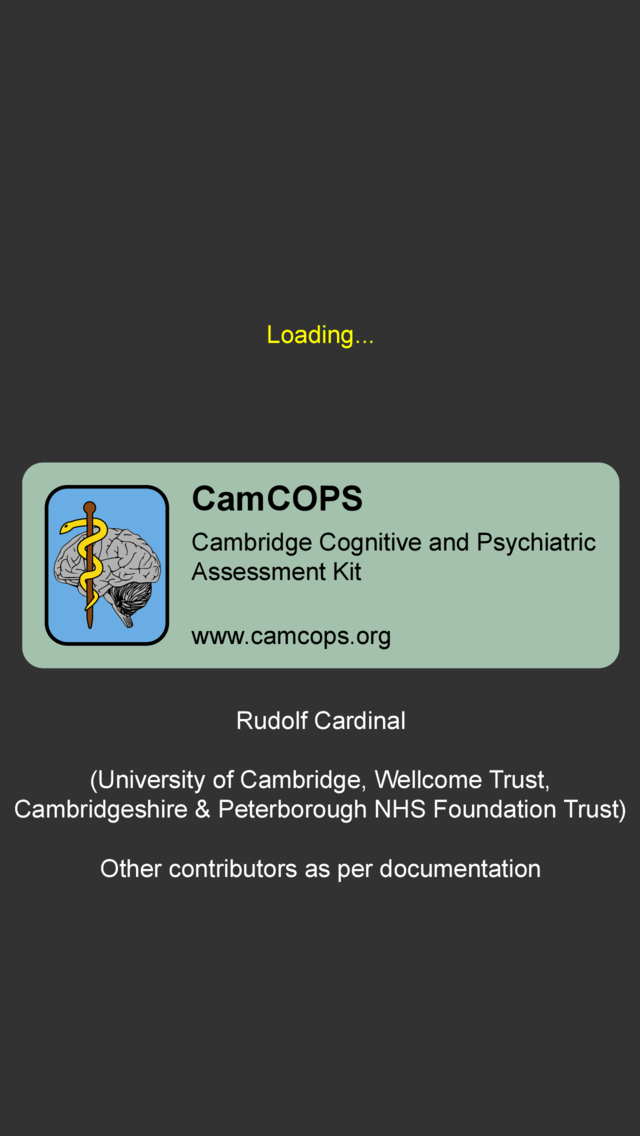 Loading...
CamCOPS
Cambridge Cognitive and Psychiatric
Assessment Kit
www.camcops.org
Rudolf Cardinal
(University of Cambridge, Wellcome Trust,
Cambridgeshire & Peterborough NHS Foundation Trust)
Other contributors as per documentation